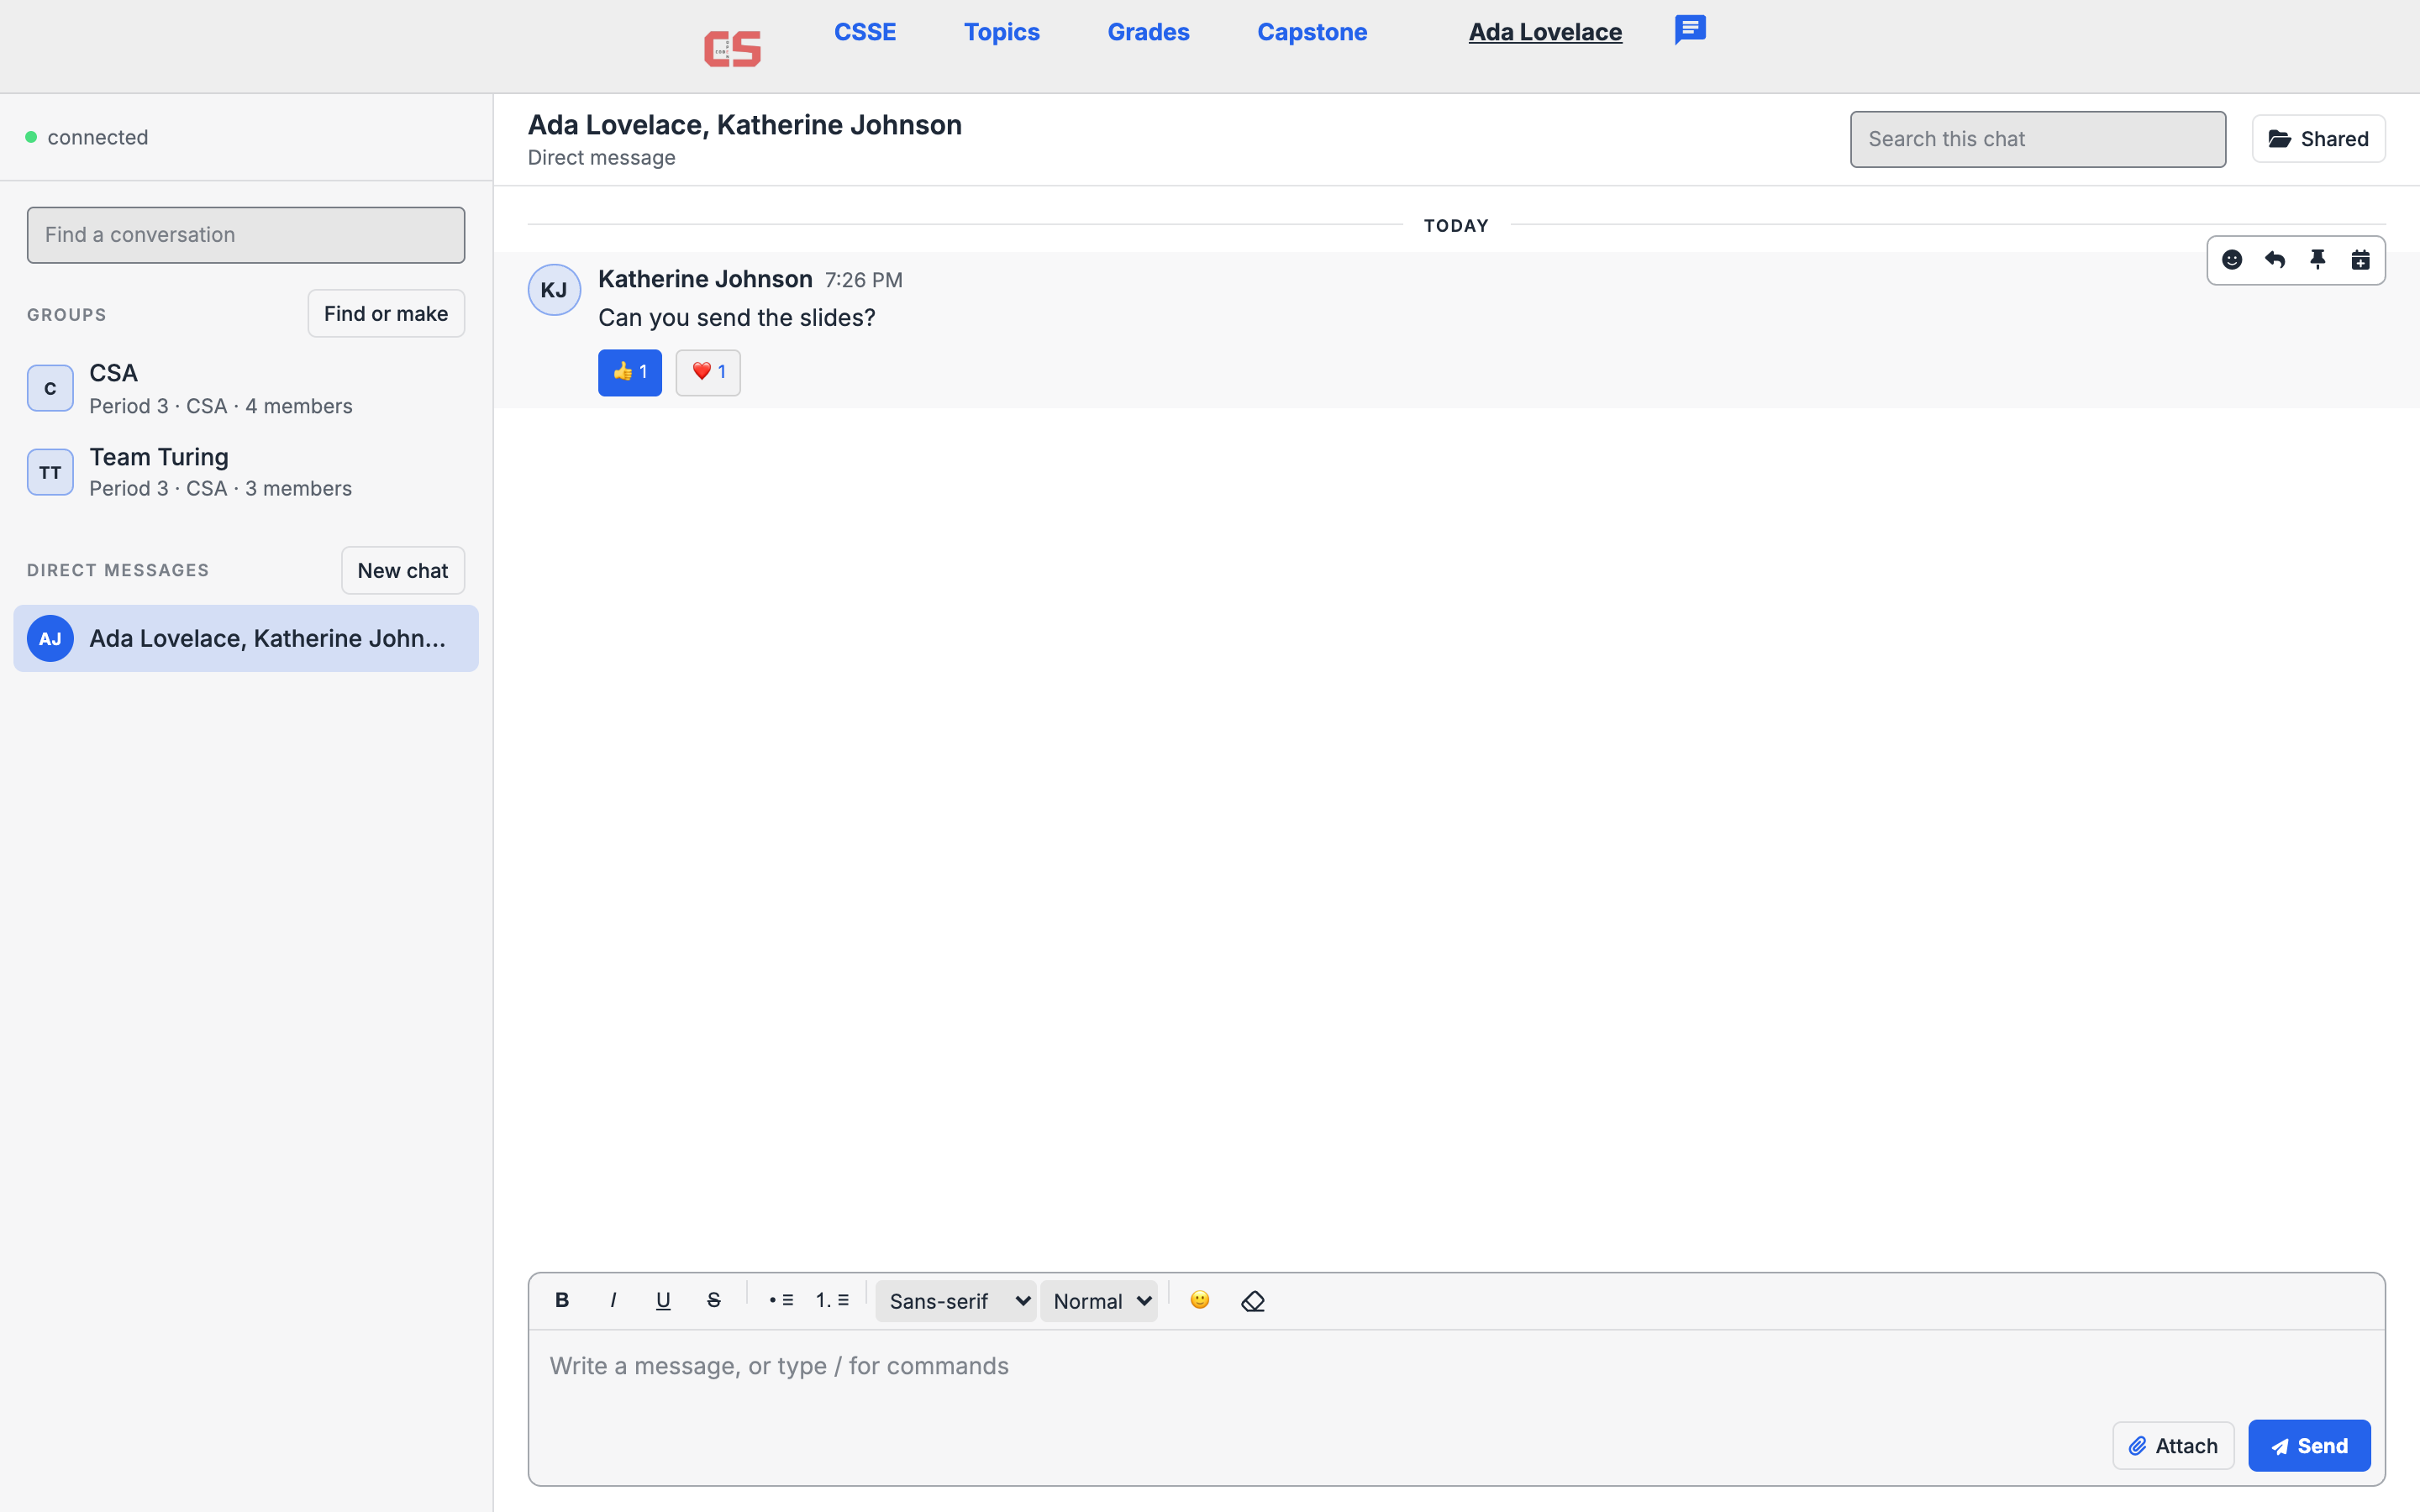 CS
CSSE
Topics
Grades
Capstone
Ada Lovelace
connected
Find a conversation
GROUPS
Find or make
C
CSA
Period 3 · CSA · 4 members
TT
Team Turing
Period 3 · CSA · 3 members
DIRECT MESSAGES
New chat
AJ
Ada Lovelace, Katherine John...
Ada Lovelace, Katherine Johnson
Direct message
Search this chat
Shared
TODAY
KJ
Katherine Johnson 7:26 PM
Can you send the slides?
👍 1 ❤️ 1
B I U S 1. Sans-serif Normal
Write a message, or type / for commands
Attach
Send